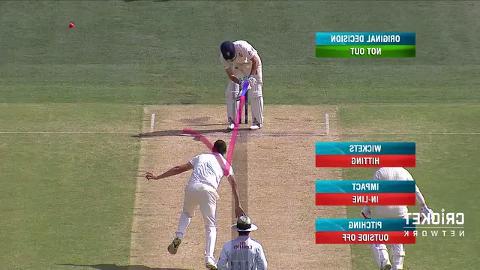 ORIGINAL DECISION
NOT OUT
WICKETS
HITTING
IMPACT
IN-LINE
PITCHING
OUTSIDE OFF
CRICKET
NETWORK